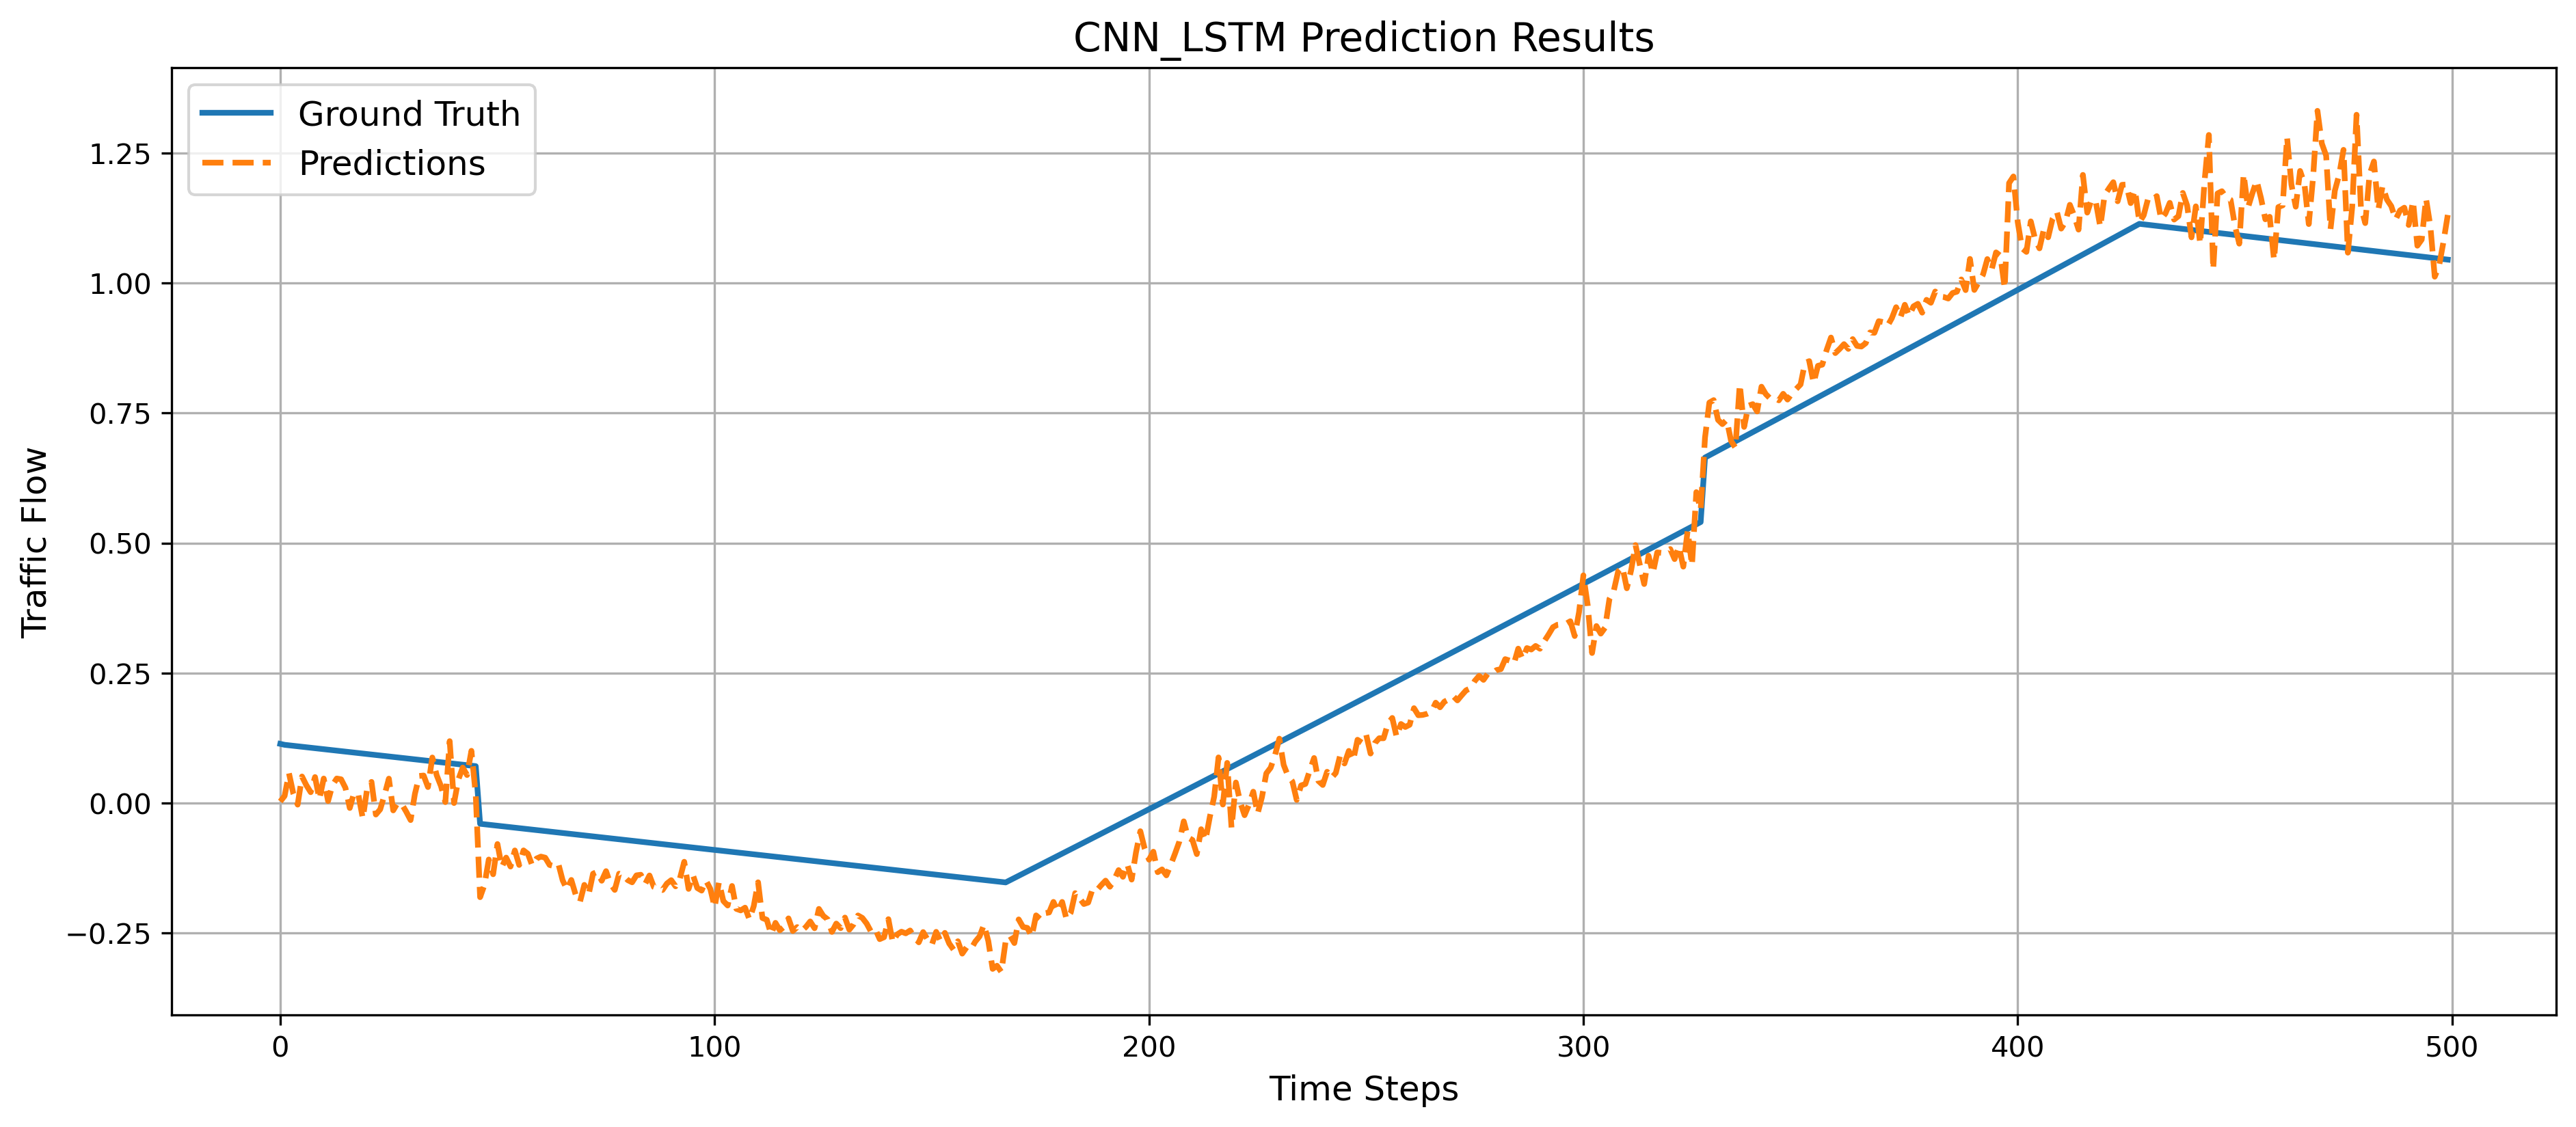 CNN_LSTM Prediction Results
Ground Truth
Predictions
1.25
1.00
0.75
0.50
0.25
0.00
−0.25
Traffic Flow
0 100 200 300 400 500
Time Steps